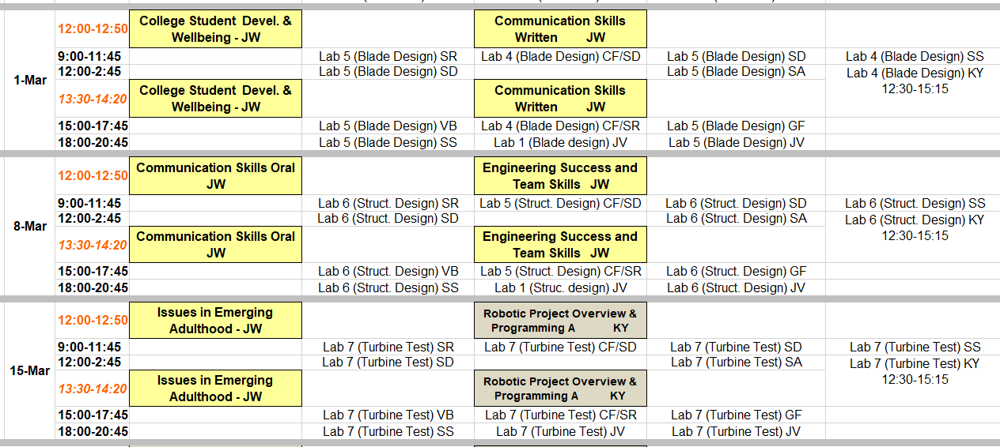 12:00-12:50 College Student Devel. & Communication Skills
Wellbeing - JW Written JW
9:00-11:45 Lab 5 (Blade Design) SR Lab 4 (Blade Design) CF/SD Lab 5 (Blade Design) SD Lab 4 (Blade Design) SS
12:00-2:45 Lab 5 (Blade Design) SD Lab 5 (Blade Design) SA Lab 4 (Blade Design) KY
1-Mar
12:30-15:15
13:30-14:20 College Student Devel. & Communication Skills
Wellbeing - JW Written JW
15:00-17:45 Lab 5 (Blade Design) VB Lab 4 (Blade Design) CF/SR Lab 5 (Blade Design) GF
18:00-20:45 Lab 5 (Blade Design) SS Lab 1 (Blade design) JV Lab 5 (Blade Design) JV
12:00-12:50 Communication Skills Oral Engineering Success and
JW Team Skills JW
9:00-11:45 Lab 6 (Struct. Design) SR Lab 5 (Struct. Design) CF/SD Lab 6 (Struct. Design) SD Lab 6 (Struct. Design) SS
12:00-2:45 Lab 6 (Struct. Design) SD Lab 6 (Struct. Design) SA Lab 6 (Struct. Design) KY
8-Mar
12:30-15:15
13:30-14:20 Communication Skills Oral Engineering Success and
JW Team Skills JW
15:00-17:45 Lab 6 (Struct. Design) VB Lab 5 (Struct. Design) CF/SR Lab 6 (Struct. Design) GF
18:00-20:45 Lab 6 (Struct. Design) SS Lab 1 (Struc. design) JV Lab 6 (Struct. Design) JV
12:00-12:50 Issues in Emerging Robotic Project Overview &
Adulthood - JW Programming A KY
9:00-11:45 Lab 7 (Turbine Test) SR Lab 7 (Turbine Test) CF/SD Lab 7 (Turbine Test) SD Lab 7 (Turbine Test) SS
12:00-2:45 Lab 7 (Turbine Test) SD Lab 7 (Turbine Test) SA Lab 7 (Turbine Test) KY
15-Mar
12:30-15:15
13:30-14:20 Issues in Emerging Robotic Project Overview &
Adulthood - JW Programming A KY
15:00-17:45 Lab 7 (Turbine Test) VB Lab 7 (Turbine Test) CF/SR Lab 7 (Turbine Test) GF
18:00-20:45 Lab 7 (Turbine Test) SS Lab 7 (Turbine Test) JV Lab 7 (Turbine Test) JV